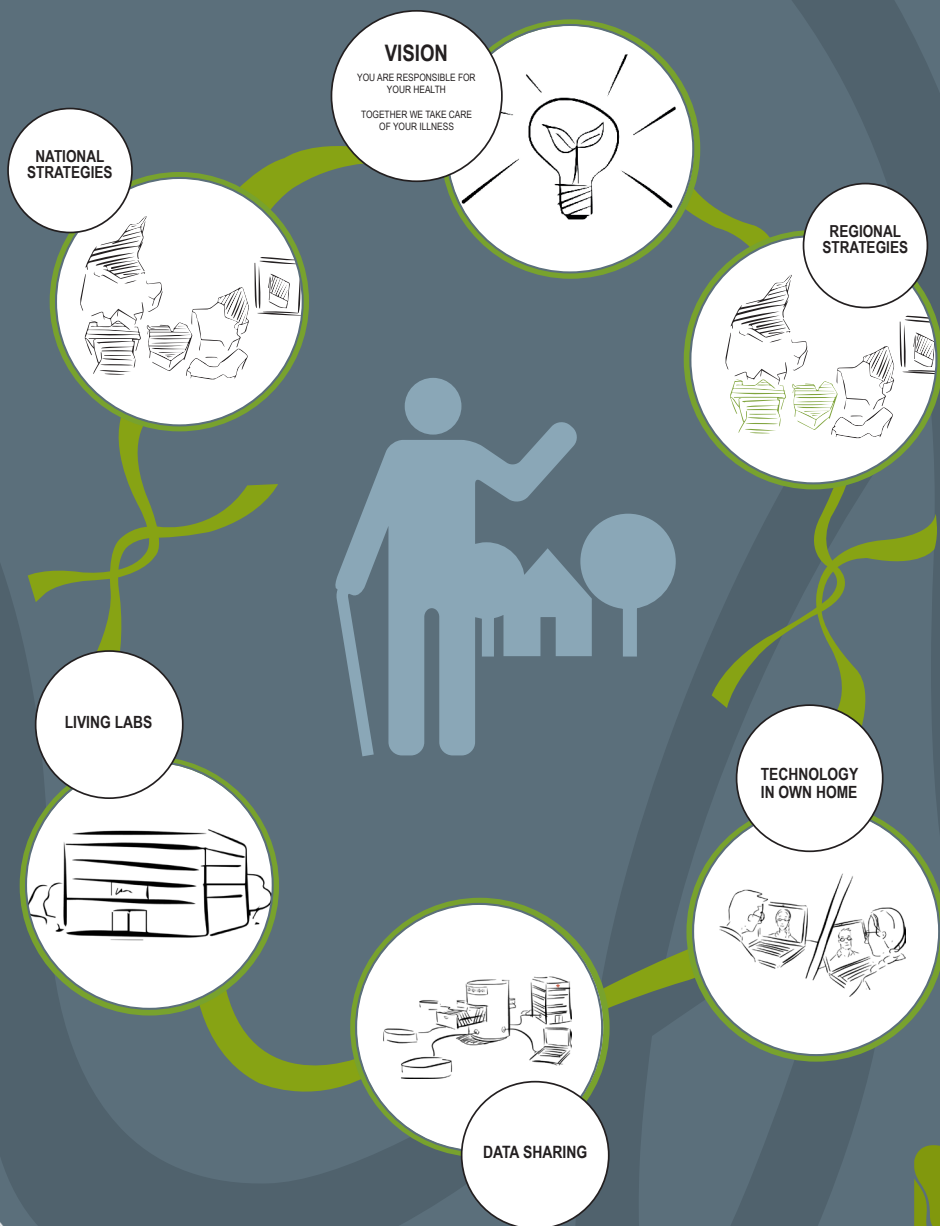 VISION
YOU ARE RESPONSIBLE FOR
YOUR HEALTH
TOGETHER WE TAKE CARE
OF YOUR ILLNESS
NATIONAL
STRATEGIES
REGIONAL
STRATEGIES
LIVING LABS
TECHNOLOGY
IN OWN HOME
DATA SHARING